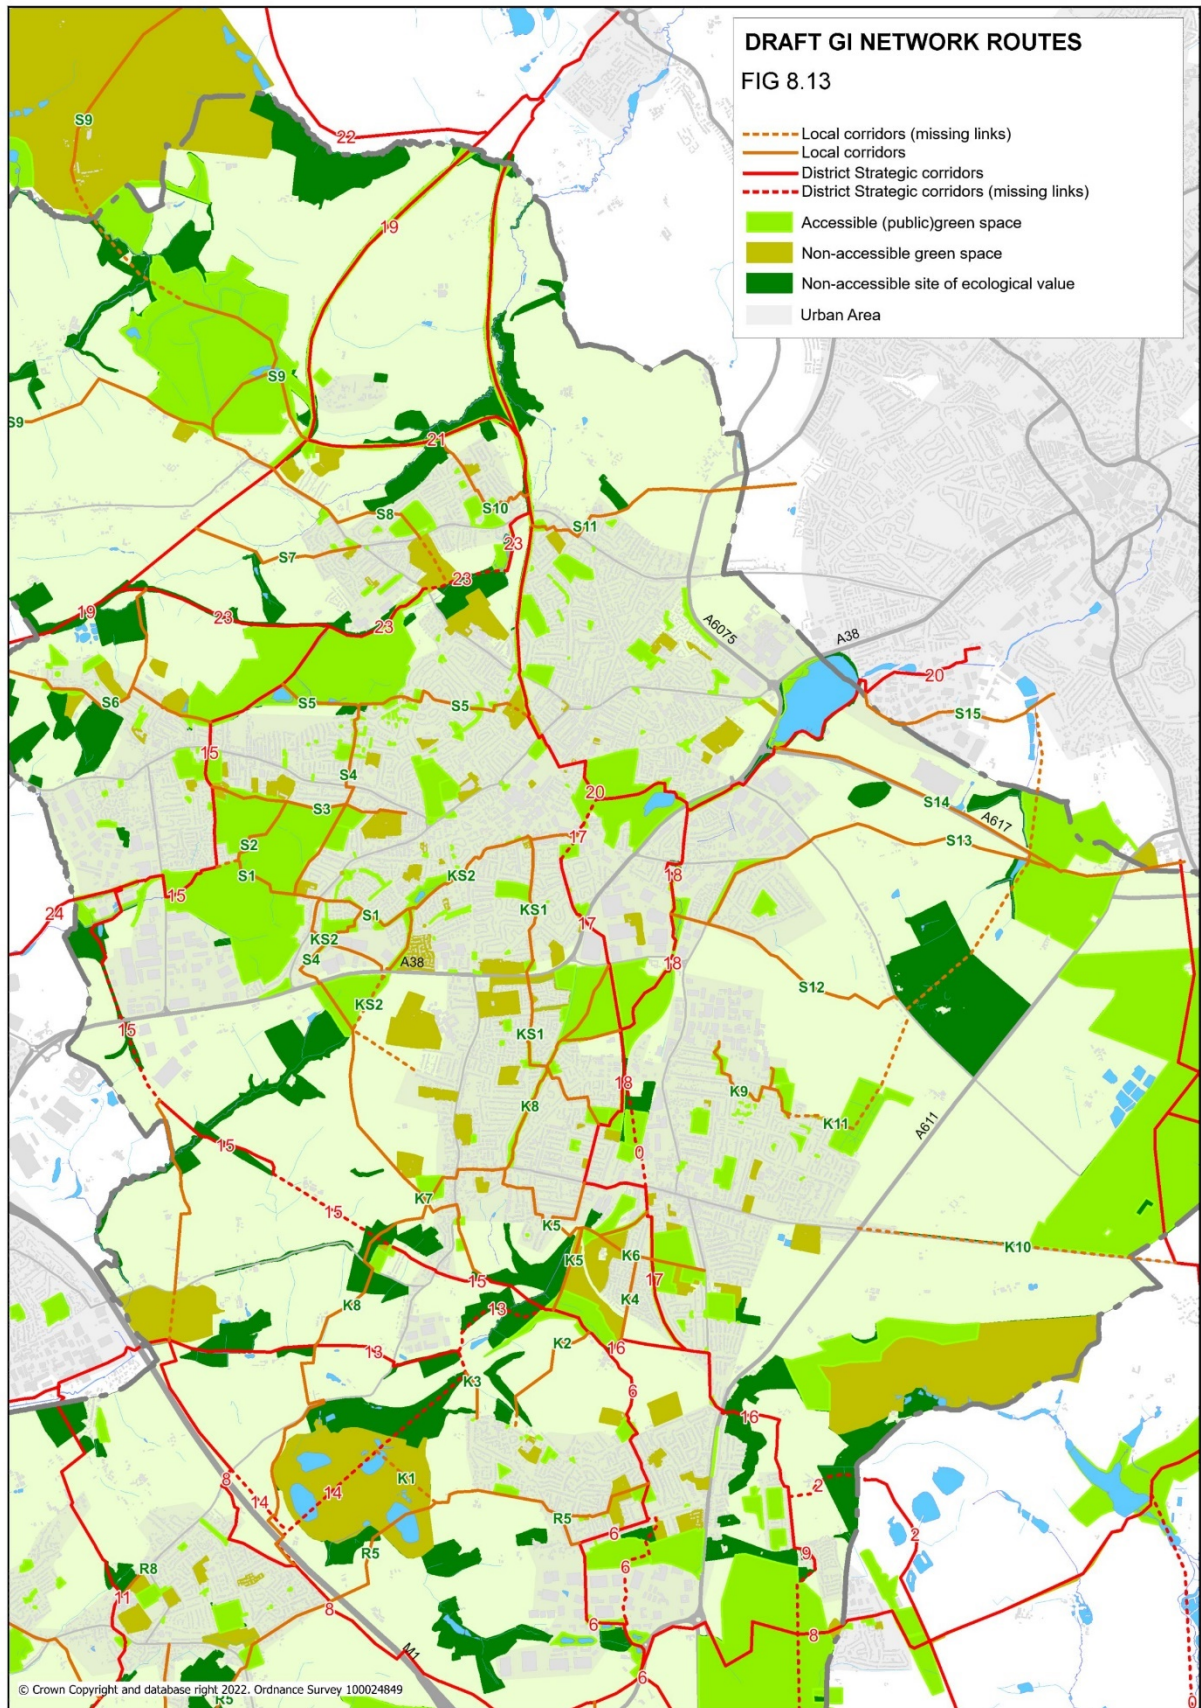 DRAFT GI NETWORK ROUTES
FIG 8.13
Local corridors (missing links)
Local corridors
District Strategic corridors
District Strategic corridors (missing links)
Accessible (public)green space
Non-accessible green space
Non-accessible site of ecological value
Urban Area
S9
22
19
S9
S9
21
S8
S10
S11
23
S7
23
19
23
23
A6075
A38
20
S6
S5
S5
S15
15
S4
20
S14
S3
17
A617
S13
S2
S1
KS2
18
15
24
S1
KS1
17
KS2
S4
A38
18
S12
KS2
15
KS1
18
K9
K8
K11
A611
15
0
K7
15
K5
K10
K5
K6
15
17
K8
13
K4
13
K2
16
K3
6
16
K1
8
14
14
2
R5
6
2
R5
9
R8
6
11
8
6
8
M1
6
R5
0
© Crown Copyright and database right 2022. Ordnance Survey 100024849